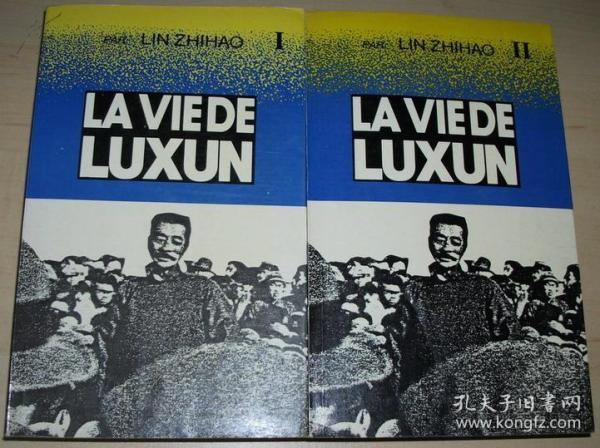 PAR LIN ZHIHAO I
LA VIE DE
LUXUN
PAR LIN ZHIHAO II
LA VIE DE
LUXUN
孔夫子旧书网
www.kongfz.com